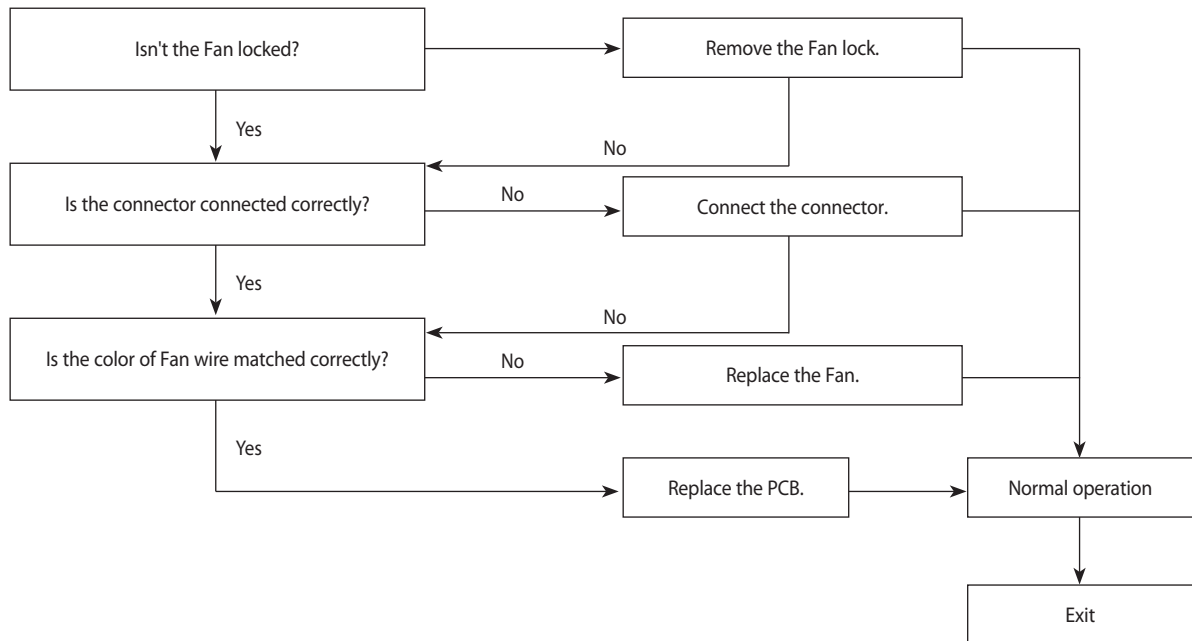 Isn't the Fan locked?
Remove the Fan lock.
Yes
No
Is the connector connected correctly?
No
Connect the connector.
Yes
No
Is the color of Fan wire matched correctly?
No
Replace the Fan.
Yes
Replace the PCB.
Normal operation
Exit